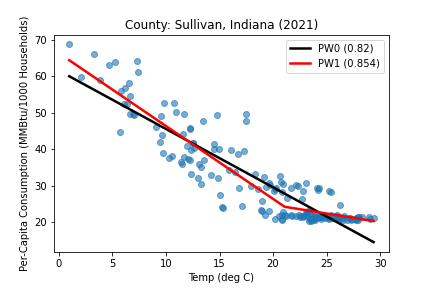 County: Sullivan, Indiana (2021)
Per-Capita Consumption (MMBtu/1000 Households)
70
60
50
40
30
20
PW0 (0.82)
PW1 (0.854)
0 5 10 15 20 25 30
Temp (deg C)